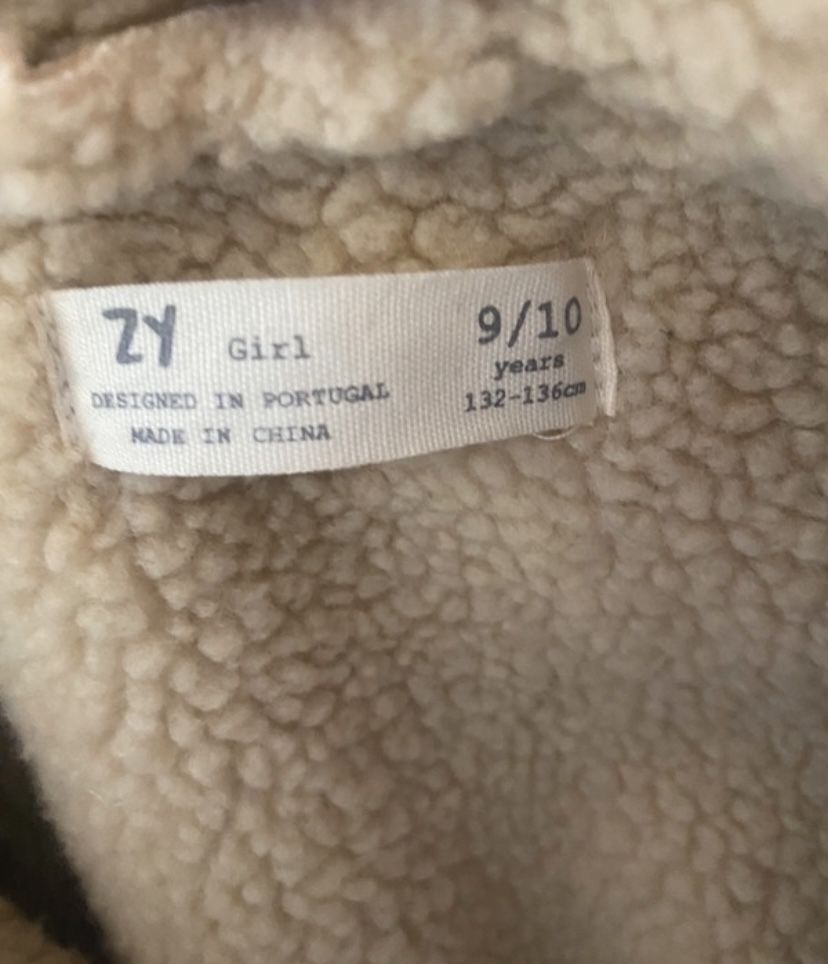 ZY Girl
DESIGNED IN PORTUGAL
MADE IN CHINA
9/10
years
132-136cm